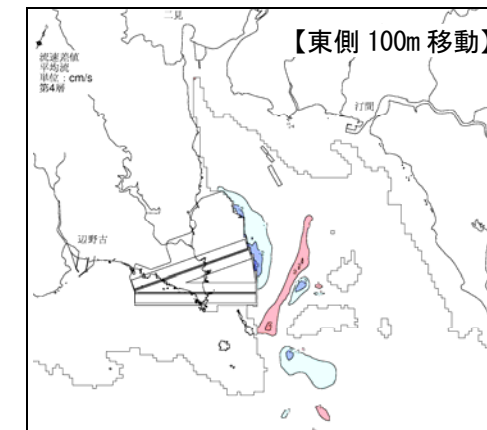 二見
【東側 100m 移動】
流速差値
平均流
単位：cm/s
第4層
汀間
辺野古